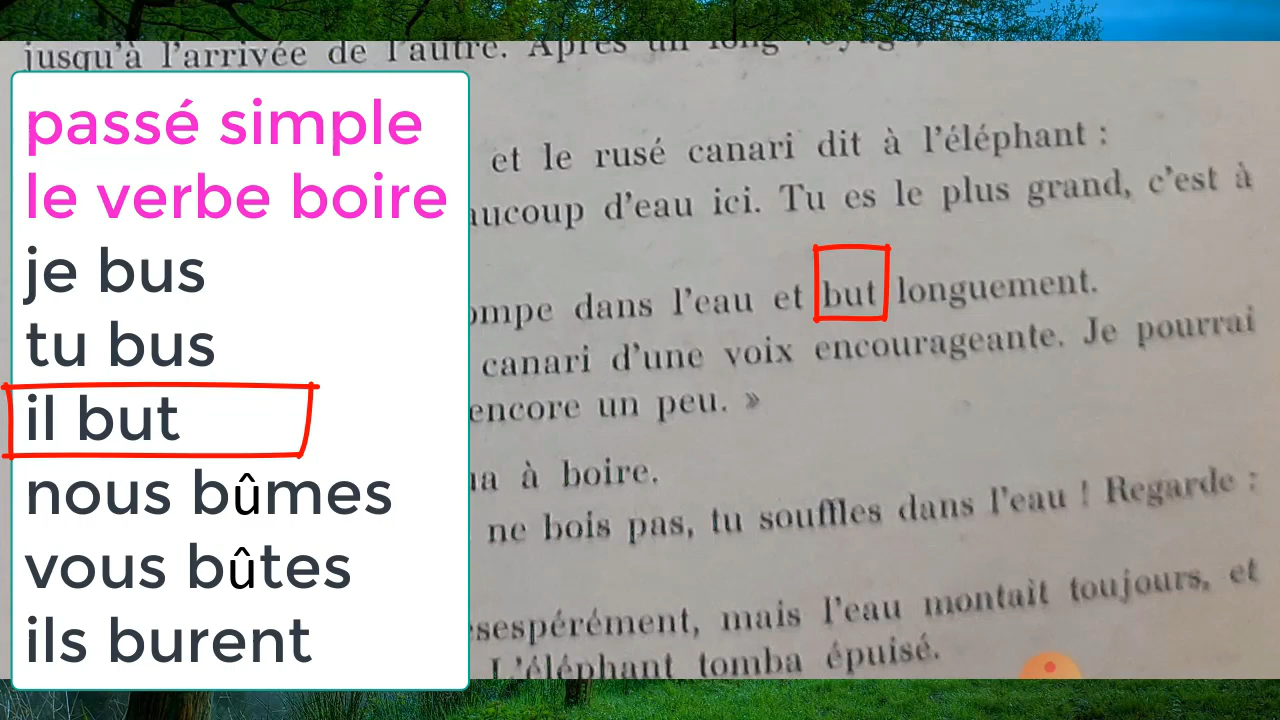 jusqu'à l'arrivée de l'autre. Après un long
passé simple
le verbe boire
je bus
tu bus
il but
nous bûmes
vous bûtes
ils burent
et le rusé canari dit à l'éléphant :
d'eau ici. Tu es le plus grand, c'est à
dans l'eau et but longuement.
canari d'une voix encourageante. Je pourrai
encore un peu. »
à boire.
ne bois pas, tu souffles dans l'eau ! Regarde :
mais l'eau montait toujours, et
L'éléphant tomba épuisé.